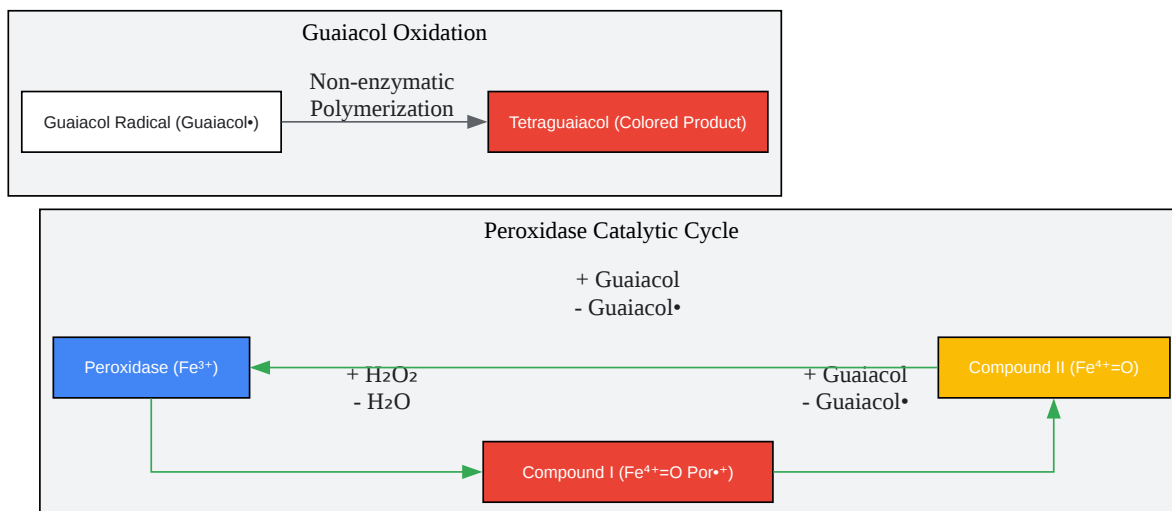 Guaiacol Oxidation
Non-enzymatic
Polymerization
Guaiacol Radical (Guaiacol•)
Tetraguaiacol (Colored Product)
Peroxidase Catalytic Cycle
+ Guaiacol
- Guaiacol•
Peroxidase (Fe³⁺)
Compound II (Fe⁴⁺=O)
+ H₂O₂
- H₂O
+ Guaiacol
- Guaiacol•
Compound I (Fe⁴⁺=O Por•⁺)